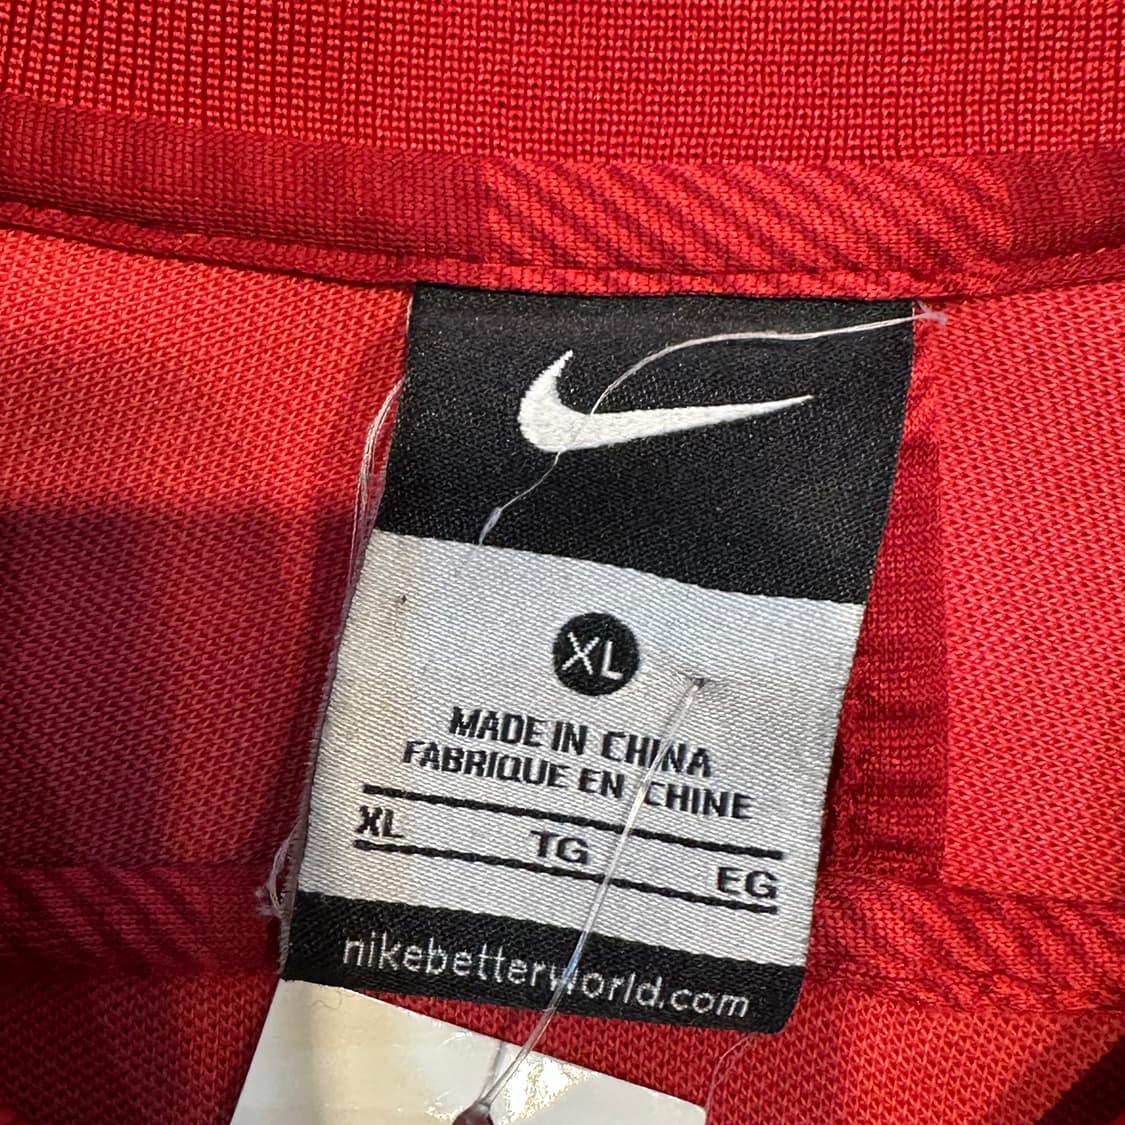 XL
MADE IN CHINA
FABRIQUE EN CHINE
XL TG EG
nikebetterworld.com